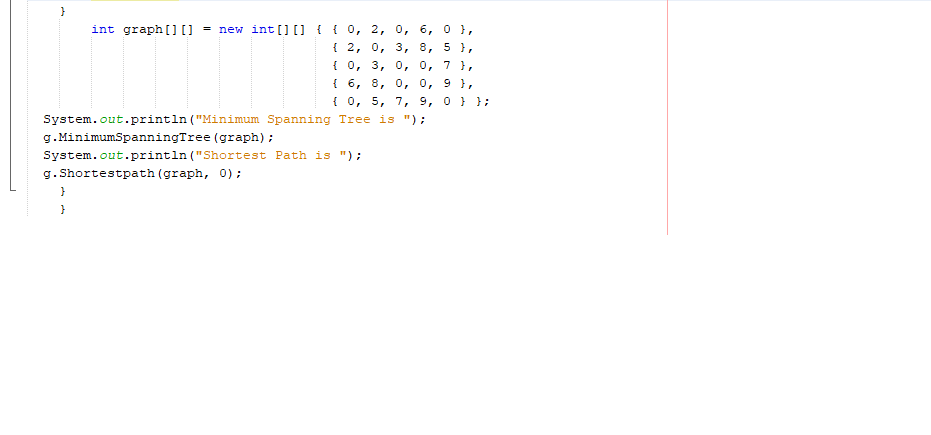 }
int graph[][] = new int[][] { { 0, 2, 0, 6, 0 },
{ 2, 0, 3, 8, 5 },
{ 0, 3, 0, 0, 7 },
{ 6, 8, 0, 0, 9 },
{ 0, 5, 7, 9, 0 } };
System.out.println("Minimum Spanning Tree is ");
g.MinimumSpanningTree(graph);
System.out.println("Shortest Path is ");
g.Shortestpath(graph, 0);
}
}